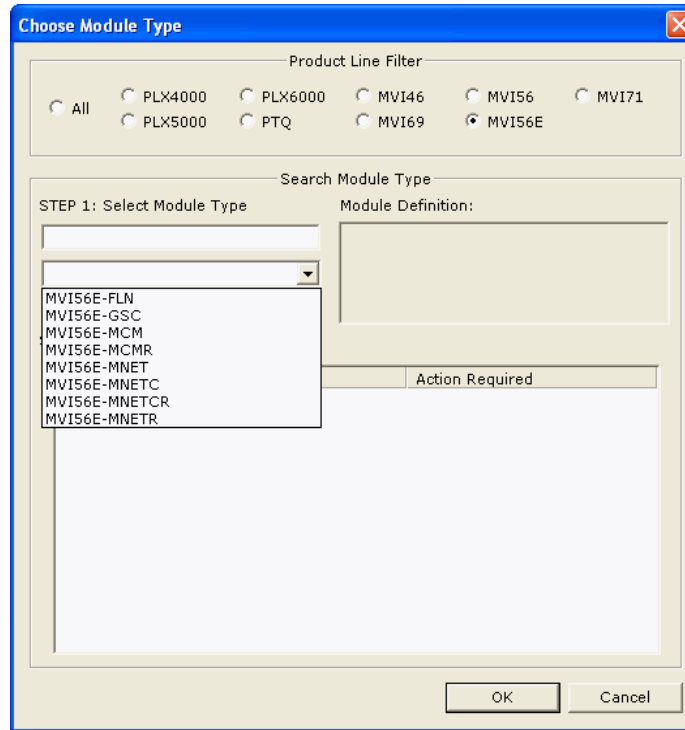 Choose Module Type
Product Line Filter
All
PLX4000 PLX6000 MVI46 MVI56 MVI71
PLX5000 PTQ MVI69 MVI56E
Search Module Type
STEP 1: Select Module Type Module Definition:
MVI56E-FLN
MVI56E-GSC
MVI56E-MCM
MVI56E-MCMR
MVI56E-MNET
MVI56E-MNETC
MVI56E-MNETCR
MVI56E-MNETR
Action Required
OK Cancel